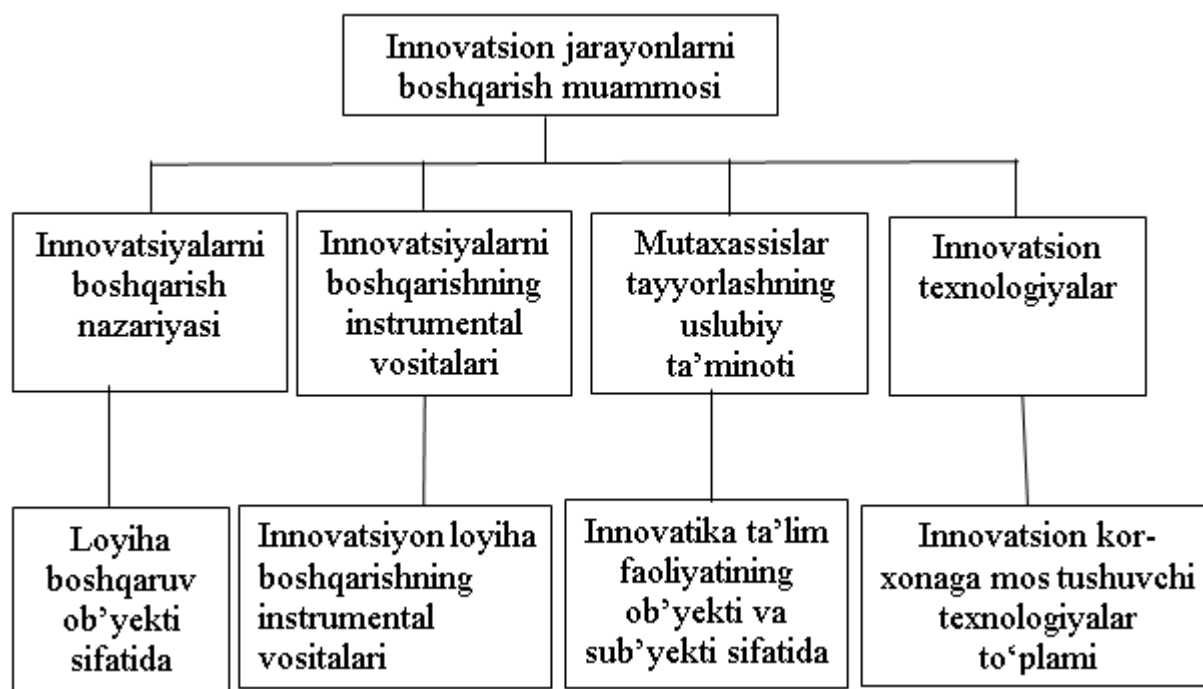 Innovatsion jarayonlarni
boshqarish muammosi
Innovatsiyalarni
boshqarish
nazariyasi
Innovatsiyalarni
boshqarishning
instrumental
vositalari
Mutaxassislar
tayyorlashning
uslubiy
ta’minoti
Innovatsion
texnologiyalar
Loyiha
boshqaruv
ob’yekti
sifatida
Innovatsiyon loyiha
boshqarishning
instrumental
vositalari
Innovatika ta’lim
faoliyatining
ob’yekti va
sub’yekti sifatida
Innovatsion kor-
xonaga mos tushuvchi
texnologiyalar
to‘plami